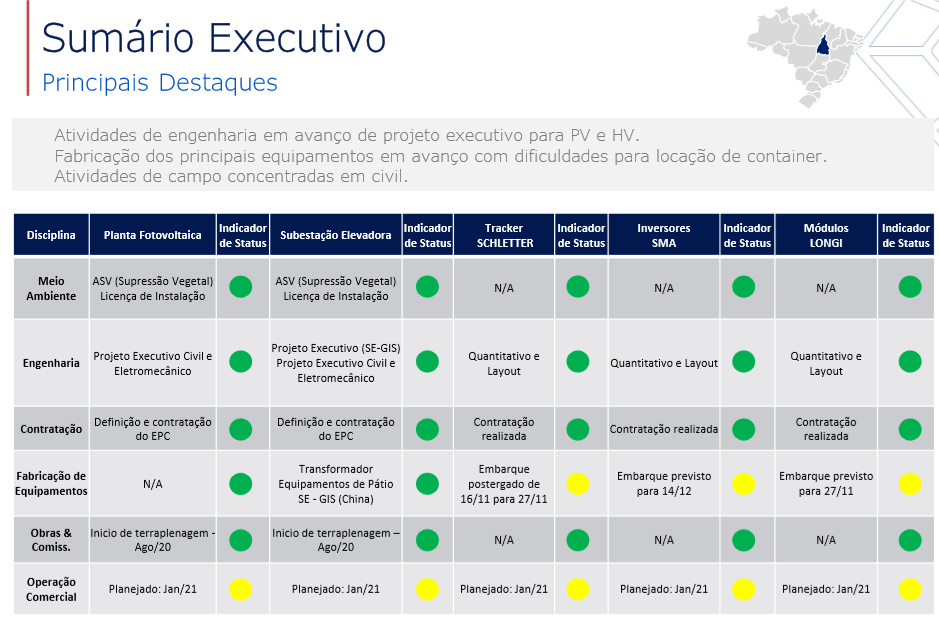 Sumário Executivo
Principais Destaques
Atividades de engenharia em avanço de projeto executivo para PV e HV.
Fabricação dos principais equipamentos em avanço com dificuldades para locação de container.
Atividades de campo concentradas em civil.
Disciplina
Planta Fotovoltaica
Indicador
de Status
Subestação Elevadora
Indicador
de Status
Tracker
SCHLETTER
Indicador
de Status
Inversores
SMA
Indicador
de Status
Módulos
LONGI
Indicador
de Status
Meio
Ambiente
ASV (Supressão Vegetal)
Licença de Instalação
ASV (Supressão Vegetal)
Licença de Instalação
N/A
N/A
N/A
Engenharia
Projeto Executivo Civil e
Eletromecânico
Projeto Executivo (SE-GIS)
Projeto Executivo Civil e
Eletromecânico
Quantitativo e
Layout
Quantitativo e Layout
Quantitativo e
Layout
Contratação
Definição e contratação
do EPC
Definição e contratação
do EPC
Contratação
realizada
Contratação realizada
Contratação
realizada
Fabricação de
Equipamentos
N/A
Transformador
Equipamentos de Pátio
SE - GIS (China)
Embarque
postergado de
16/11 para 27/11
Embarque previsto
para 14/12
Embarque previsto
para 27/11
Obras &
Comiss.
Inicio de terraplenagem -
Ago/20
Inicio de terraplenagem –
Ago/20
N/A
N/A
N/A
Operação
Comercial
Planejado: Jan/21
Planejado: Jan/21
Planejado: Jan/21
Planejado: Jan/21
Planejado: Jan/21